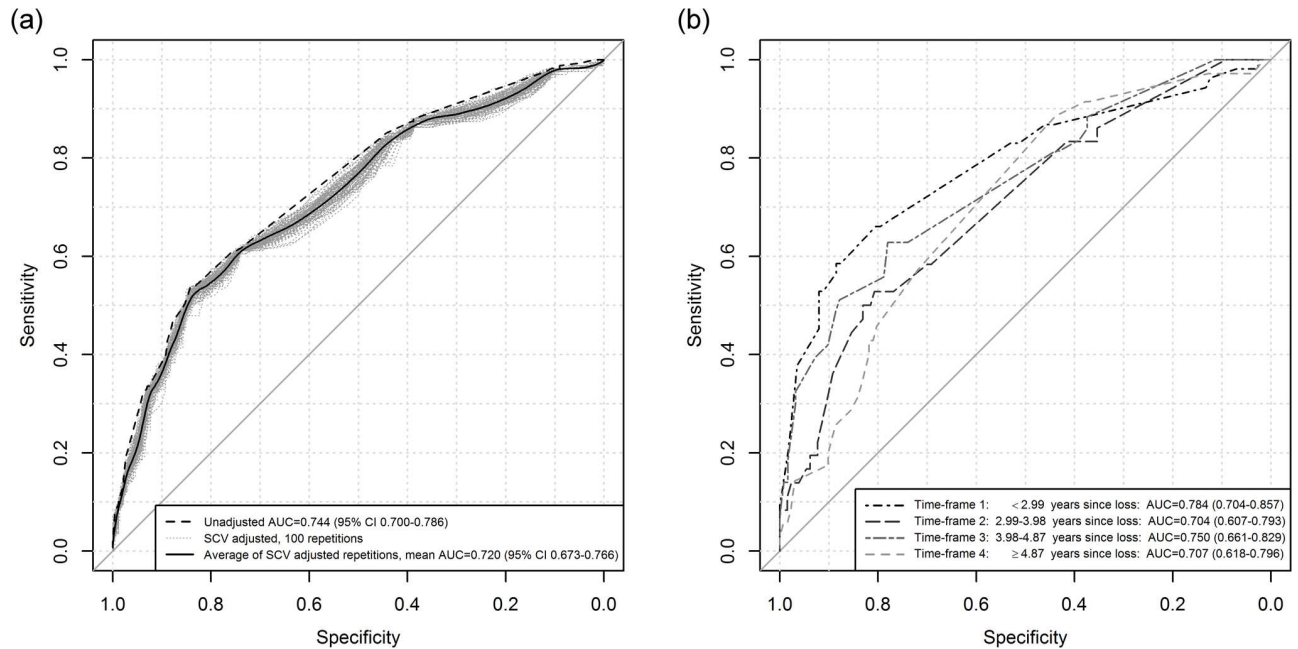 (a)
1.0
0.8
0.6
0.4
0.2
0.0
Sensitivity
Unadjusted AUC=0.744 (95% CI 0.700-0.786)
SCV adjusted, 100 repetitions
Average of SCV adjusted repetitions, mean AUC=0.720 (95% CI 0.673-0.766)
1.0 0.8 0.6 0.4 0.2 0.0
Specificity
(b)
1.0
0.8
0.6
0.4
0.2
0.0
Sensitivity
Time-frame 1: <2.99 years since loss: AUC=0.784 (0.704-0.857)
Time-frame 2: 2.99-3.98 years since loss: AUC=0.704 (0.607-0.793)
Time-frame 3: 3.98-4.87 years since loss: AUC=0.750 (0.661-0.829)
Time-frame 4: ≥4.87 years since loss: AUC=0.707 (0.618-0.796)
1.0 0.8 0.6 0.4 0.2 0.0
Specificity